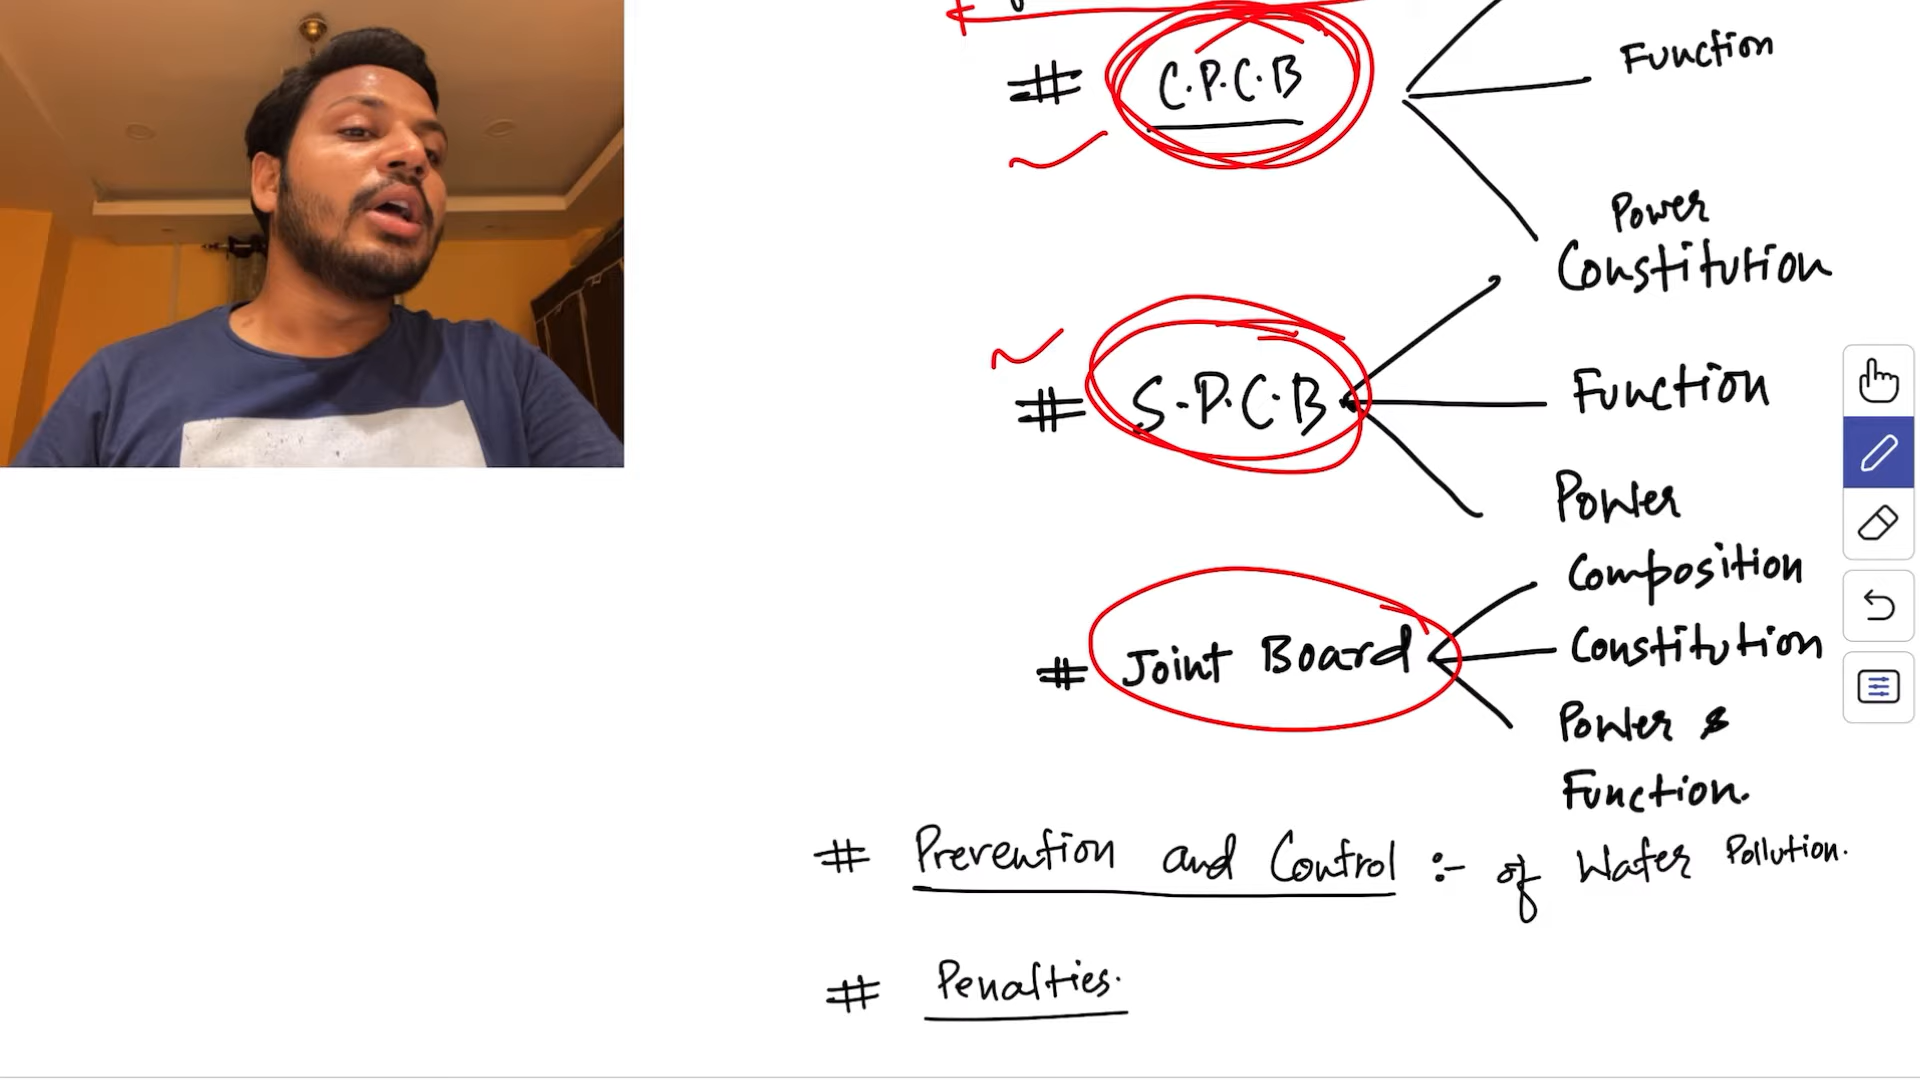 Function
# C.P.C.B
Power
Constitution
# S.P.C.B
Function
Power
Composition
# Joint Board
Constitution
Power &
Function.
# Prevention and Control :- of Water Pollution.
# Penalties.